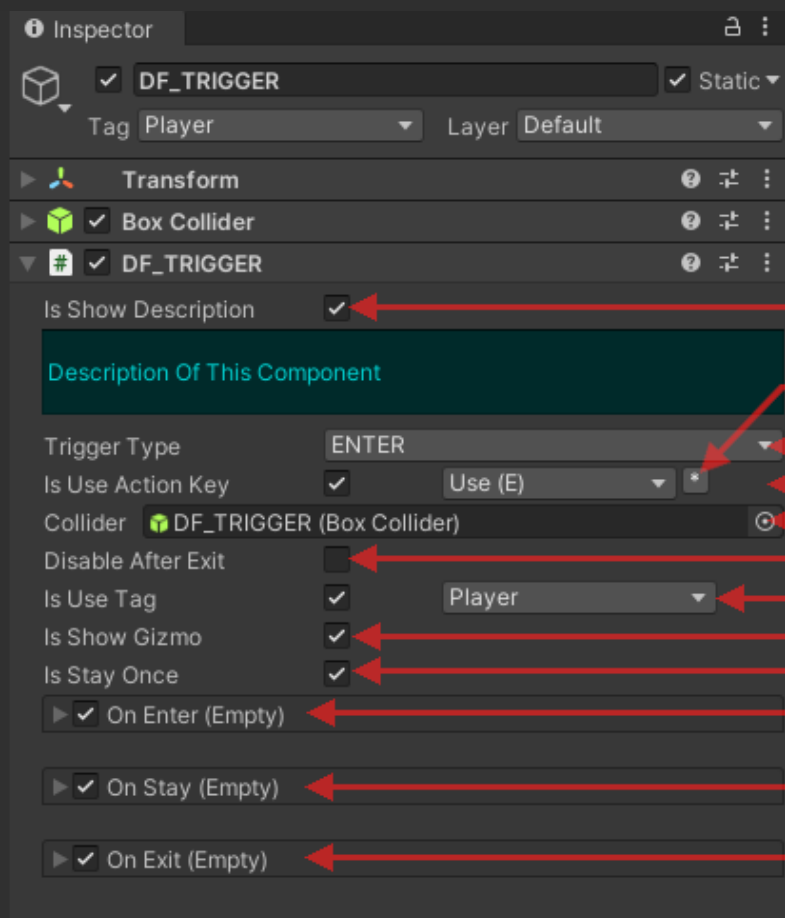 Inspector
DF_TRIGGER Static
Tag Player Layer Default
Transform
Box Collider
# DF_TRIGGER
Is Show Description
Description Of This Component
Trigger Type ENTER
Is Use Action Key Use (E) *
Collider DF_TRIGGER (Box Collider)
Disable After Exit
Is Use Tag Player
Is Show Gizmo
Is Stay Once
On Enter (Empty)
On Stay (Empty)
On Exit (Empty)